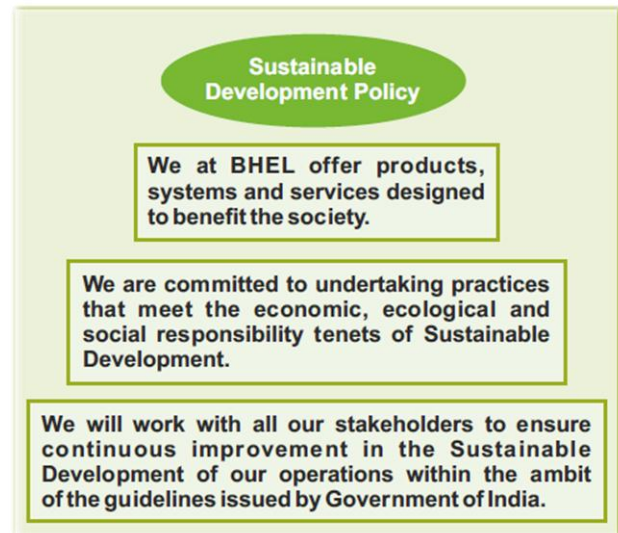 Sustainable
Development Policy
We at BHEL offer products,
systems and services designed
to benefit the society.
We are committed to undertaking practices
that meet the economic, ecological and
social responsibility tenets of Sustainable
Development.
We will work with all our stakeholders to ensure
continuous improvement in the Sustainable
Development of our operations within the ambit
of the guidelines issued by Government of India.